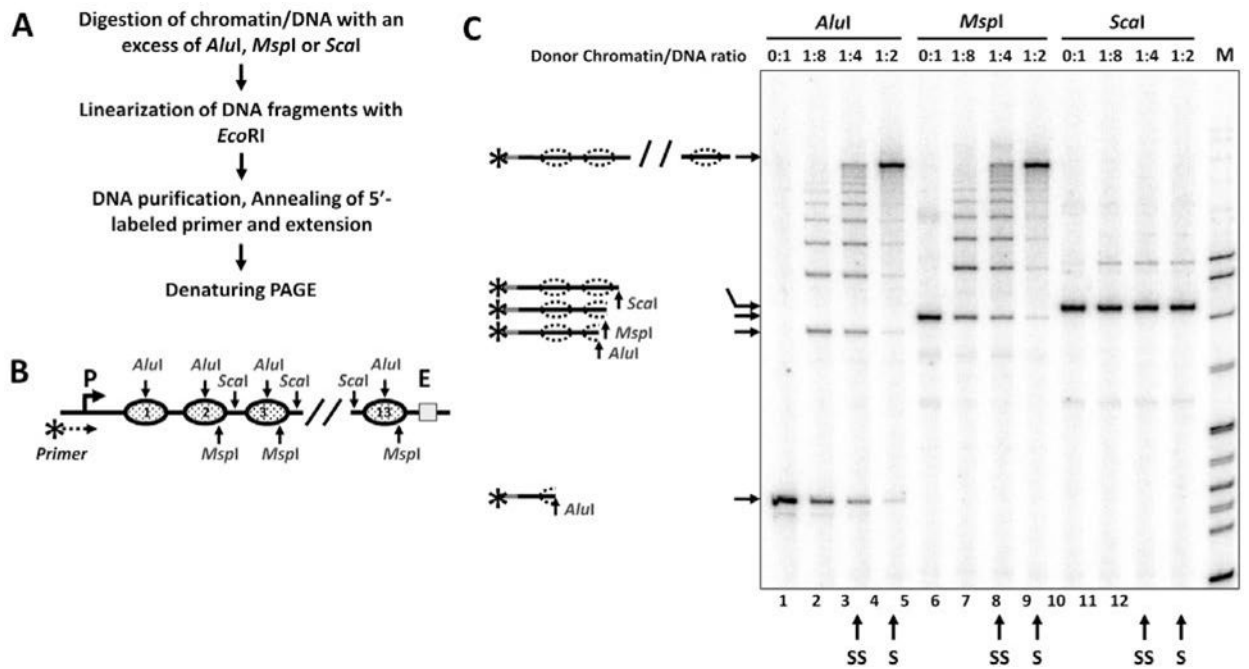 A
Digestion of chromatin/DNA with an
excess of AluI, MspI or ScaI
Linearization of DNA fragments with
EcoRI
DNA purification, Annealing of 5'-
labeled primer and extension
Denaturing PAGE
B
P
AluI
AluI
ScaI
AluI
ScaI
ScaI
AluI
E
1
2
3
13
*
Primer
MspI
MspI
MspI
C
AluI
MspI
ScaI
Donor Chromatin/DNA ratio
0:1 1:8 1:4 1:2 0:1 1:8 1:4 1:2 0:1 1:8 1:4 1:2 M
*
//
*
ScaI
*
MspI
*
AluI
*
AluI
1 2 3 4 5 6 7 8 9 10 11 12
SS S SS S SS S